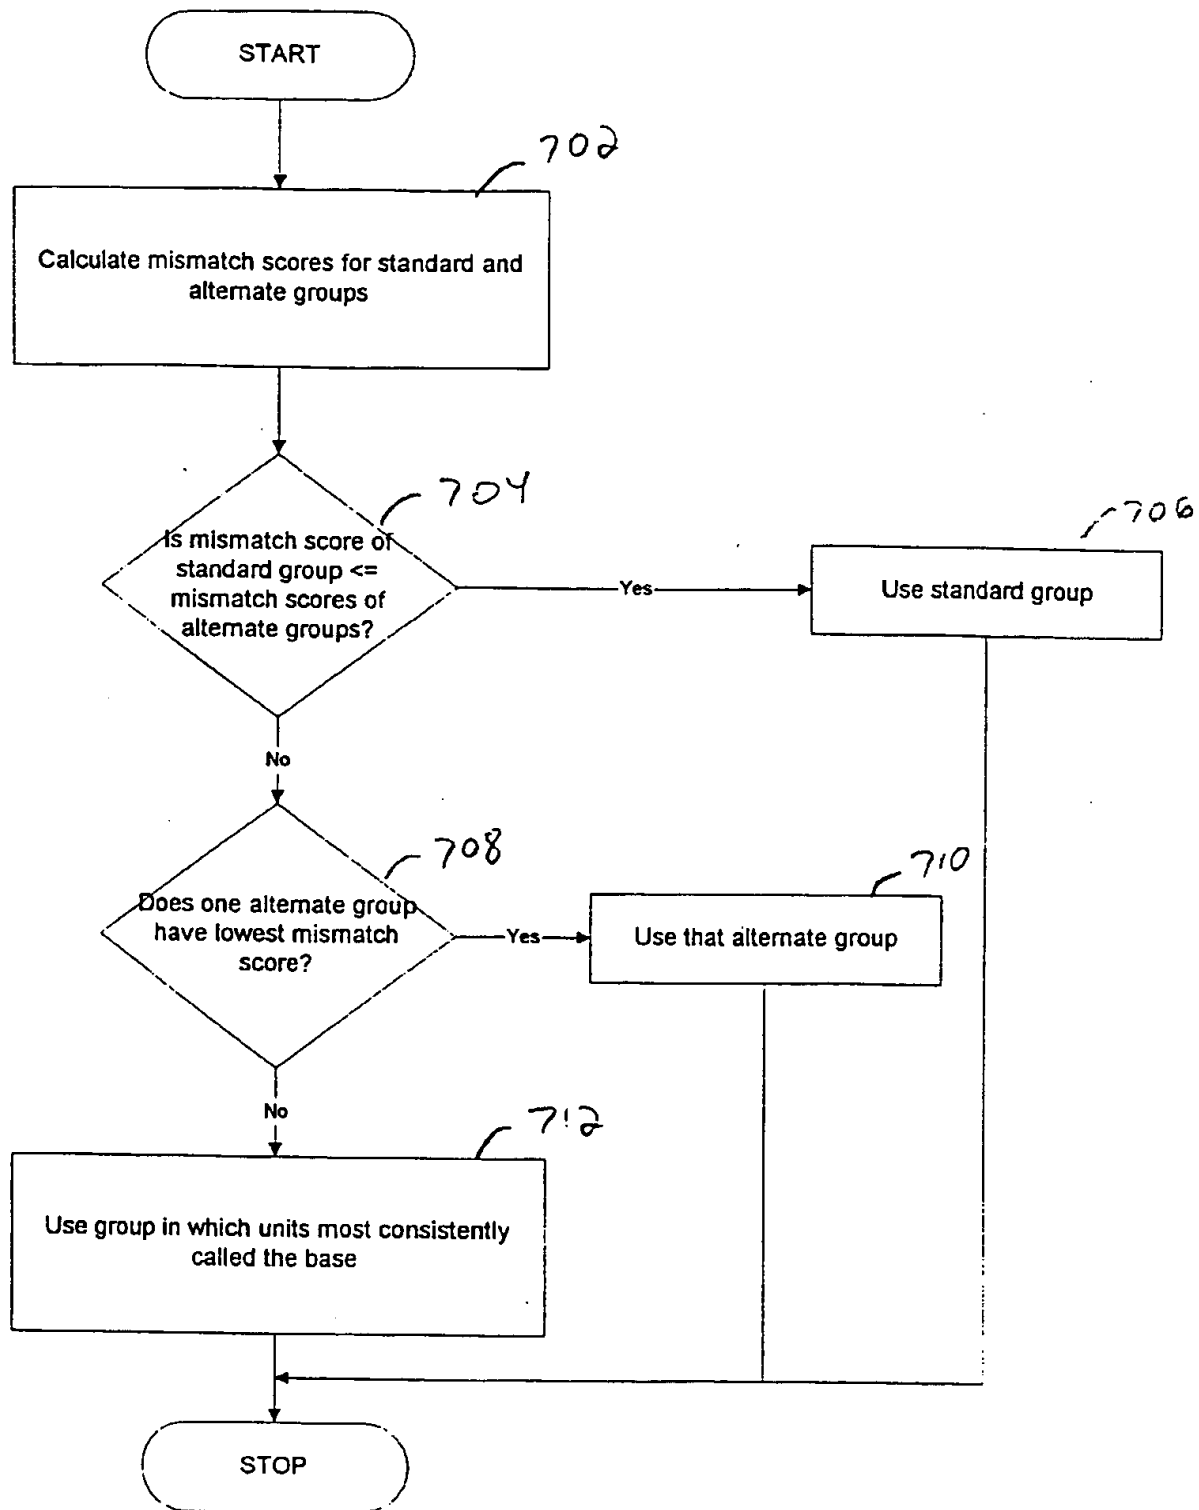 START
702
Calculate mismatch scores for standard and
alternate groups
704
Is mismatch score of
standard group <=
mismatch scores of
alternate groups?
Yes
706
Use standard group
No
708
Does one alternate group
have lowest mismatch
score?
Yes
710
Use that alternate group
No
712
Use group in which units most consistently
called the base
STOP